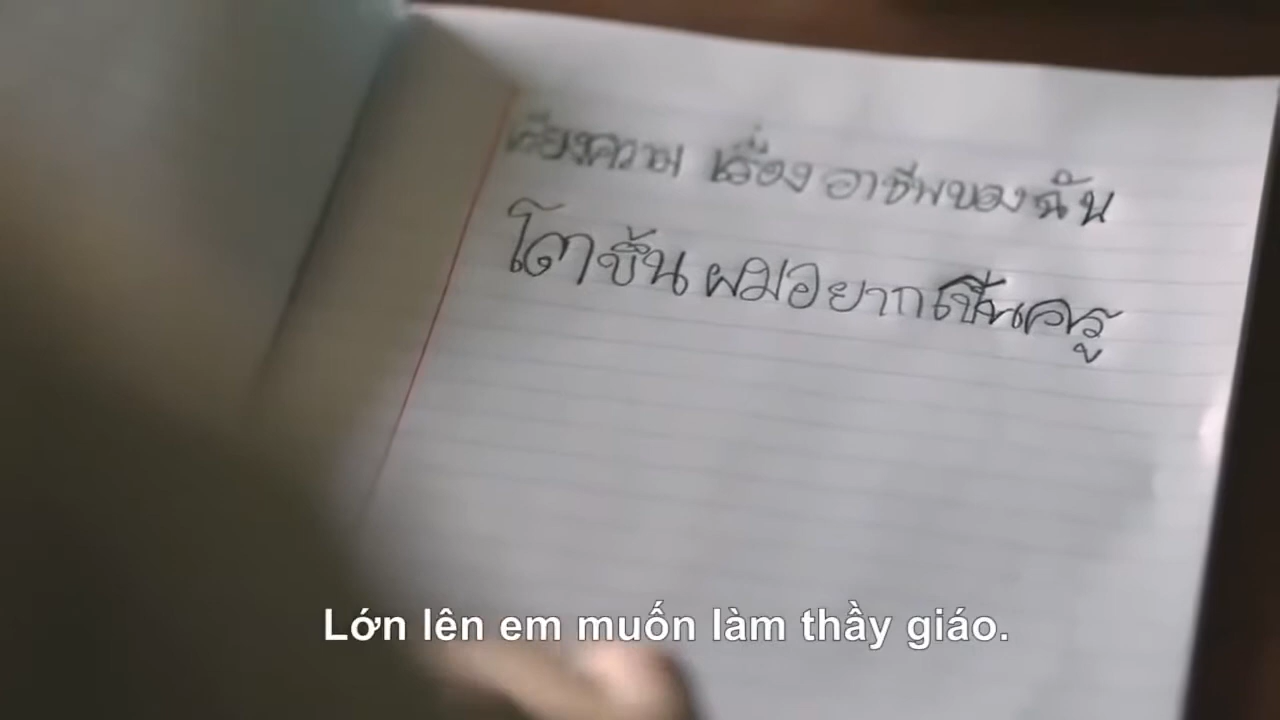 เรียงความ เรื่อง อาชีพของฉัน
โตขึ้น ผมอยากเป็นครู
Lớn lên em muốn làm thầy giáo.